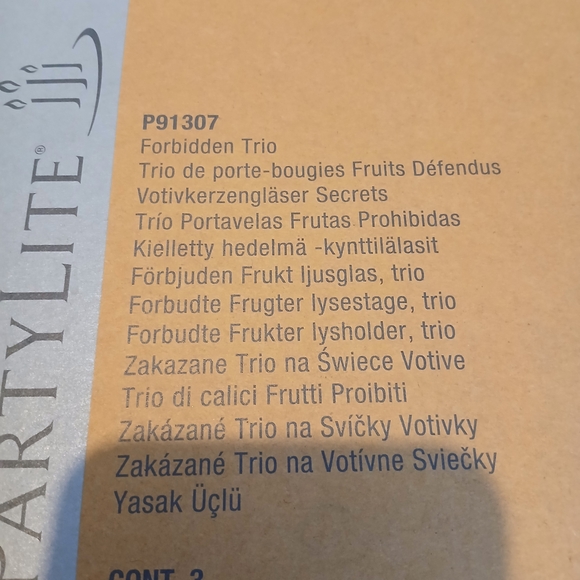 PARTYLITE®
P91307
Forbidden Trio
Trio de porte-bougies Fruits Défendus
Votivkerzengläser Secrets
Trío Portavelas Frutas Prohibidas
Kielletty hedelmä -kynttilälasit
Förbjuden Frukt ljusglas, trio
Forbudte Frugter lysestage, trio
Forbudte Frukter lysholder, trio
Zakazane Trio na Świece Votive
Trio di calici Frutti Proibiti
Zakázané Trio na Svíčky Votivky
Zakázané Trio na Votívne Sviečky
Yasak Üçlü
CONT. 3